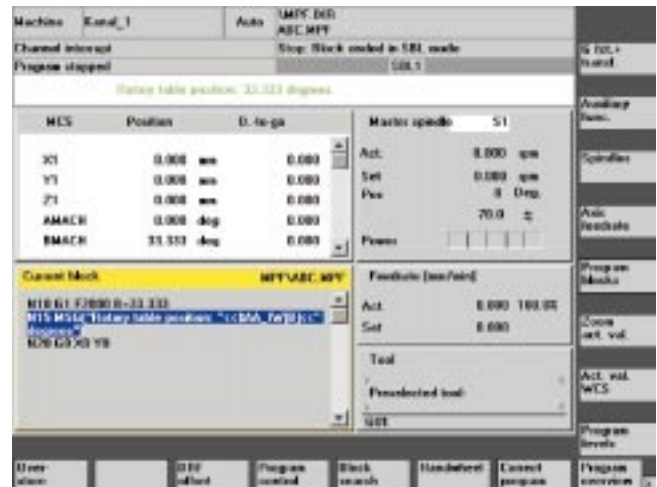 Machine Kanal_1 Auto \MPF.DIR
ABC.MPF
Channel interrupt Stop: Block ended in SBL mode
Program stopped SBL1
Rotary table position: 33.333 degrees
MCS Position D.-to-go
X1 0.000 mm 0.000
Y1 0.000 mm 0.000
Z1 0.000 mm 0.000
AMACH 0.000 deg 0.000
BMACH 33.333 deg 0.000
Master spindle S1
Act. 0.000 rpm
Set 0.000 rpm
Pos 0 Deg.
70.0 %
Power
Current block MPF\ABC.MPF
N10 G1 F2000 B=33.333
N15 MSG("Rotary table position: "<<$AA_IW[B]<<"
degrees"
N20 G0 X0 Y0
Feedrate [mm/min]
Act 0.000 100.0%
Set 0.000
Tool
Preselected tool:
G01
G fct.+
transf.
Auxiliary
func.
Spindles
Axis
feedrate
Program
blocks
Zoom
act. val.
Act. val.
WCS
Program
levels
Over-
store
DRF
offset
Program
control
Block
search
Handwheel
Correct
program
Program
overview